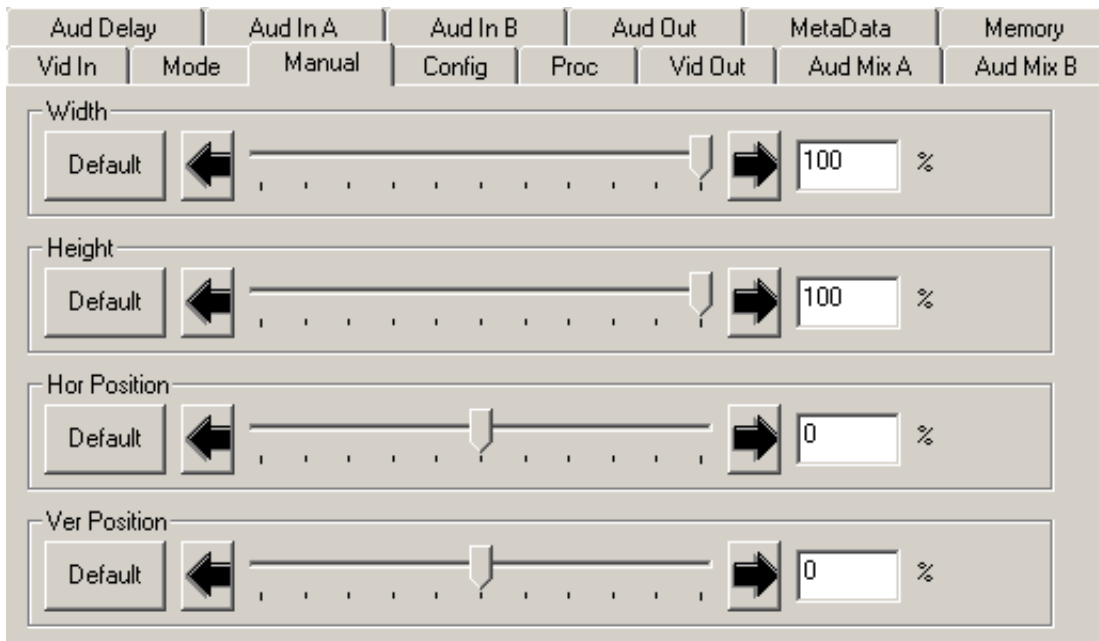 Aud Delay Aud In A Aud In B Aud Out MetaData Memory
Vid In Mode Manual Config Proc Vid Out Aud Mix A Aud Mix B
Width
Default 100 %
Height
Default 100 %
Hor Position
Default 0 %
Ver Position
Default 0 %